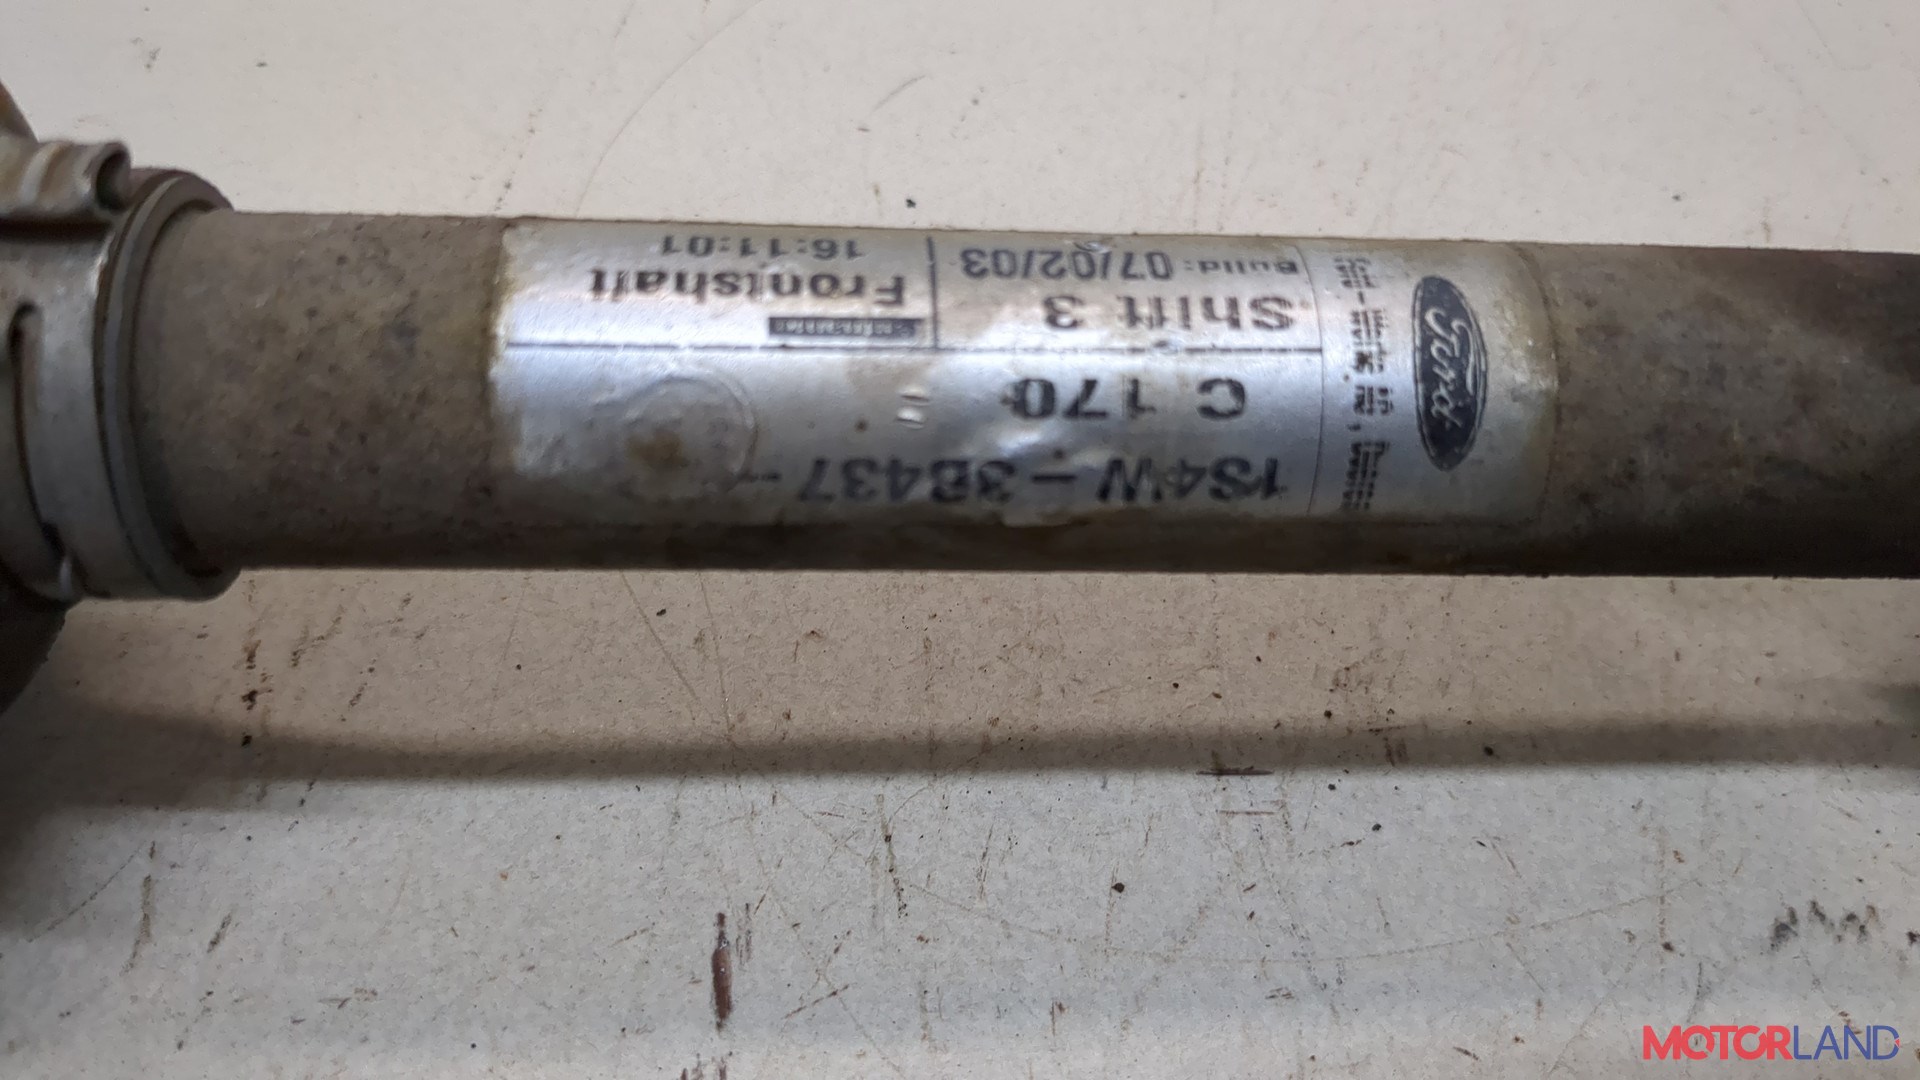 Ford
1S4W-3B437-
C 170
Shift 3
Build: 07/02/03
Frontshaft
16:11:01
MOTORLAND